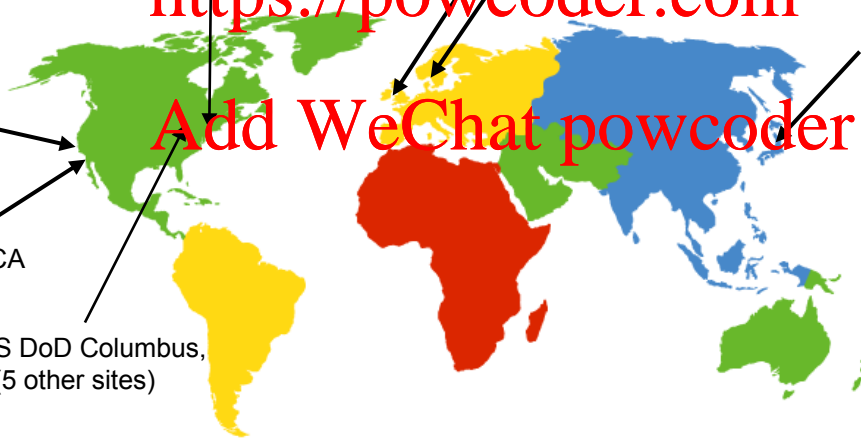 https://powcoder.com
Add WeChat powcoder
CA
S DoD Columbus,
(5 other sites)